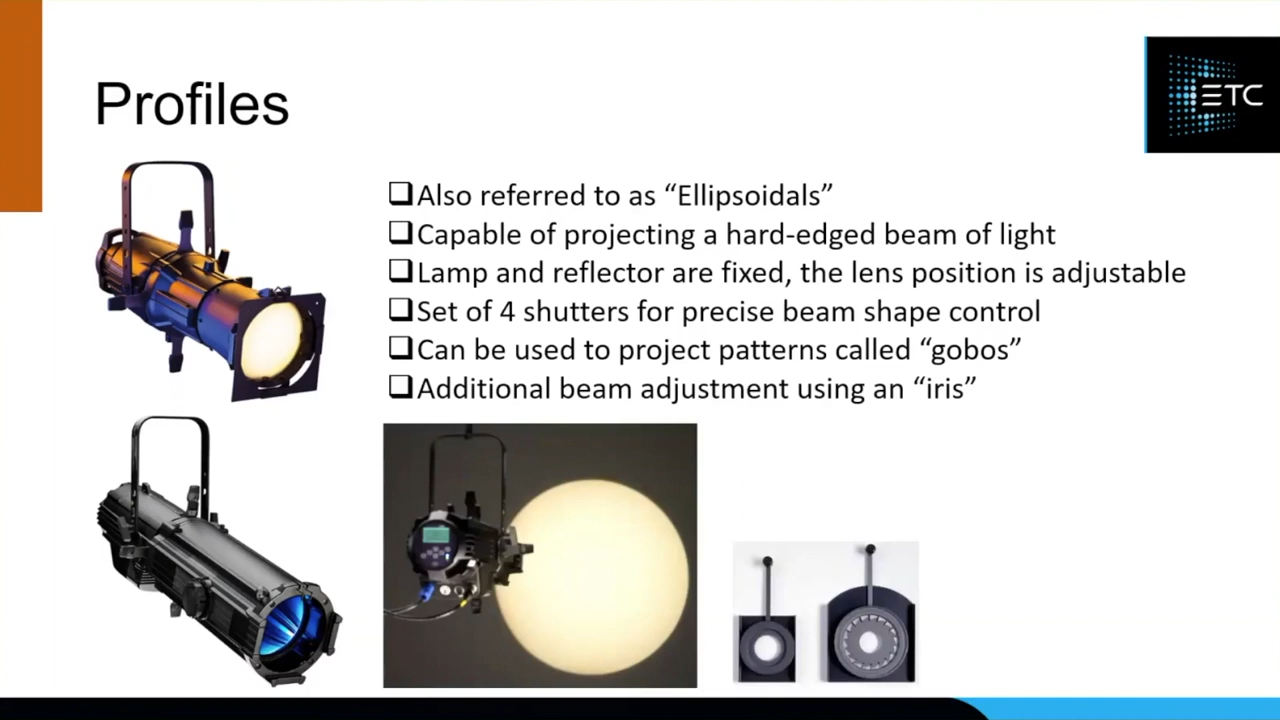 Profiles
ETC
❑Also referred to as “Ellipsoidals”
❑Capable of projecting a hard-edged beam of light
❑Lamp and reflector are fixed, the lens position is adjustable
❑Set of 4 shutters for precise beam shape control
❑Can be used to project patterns called “gobos”
❑Additional beam adjustment using an “iris”